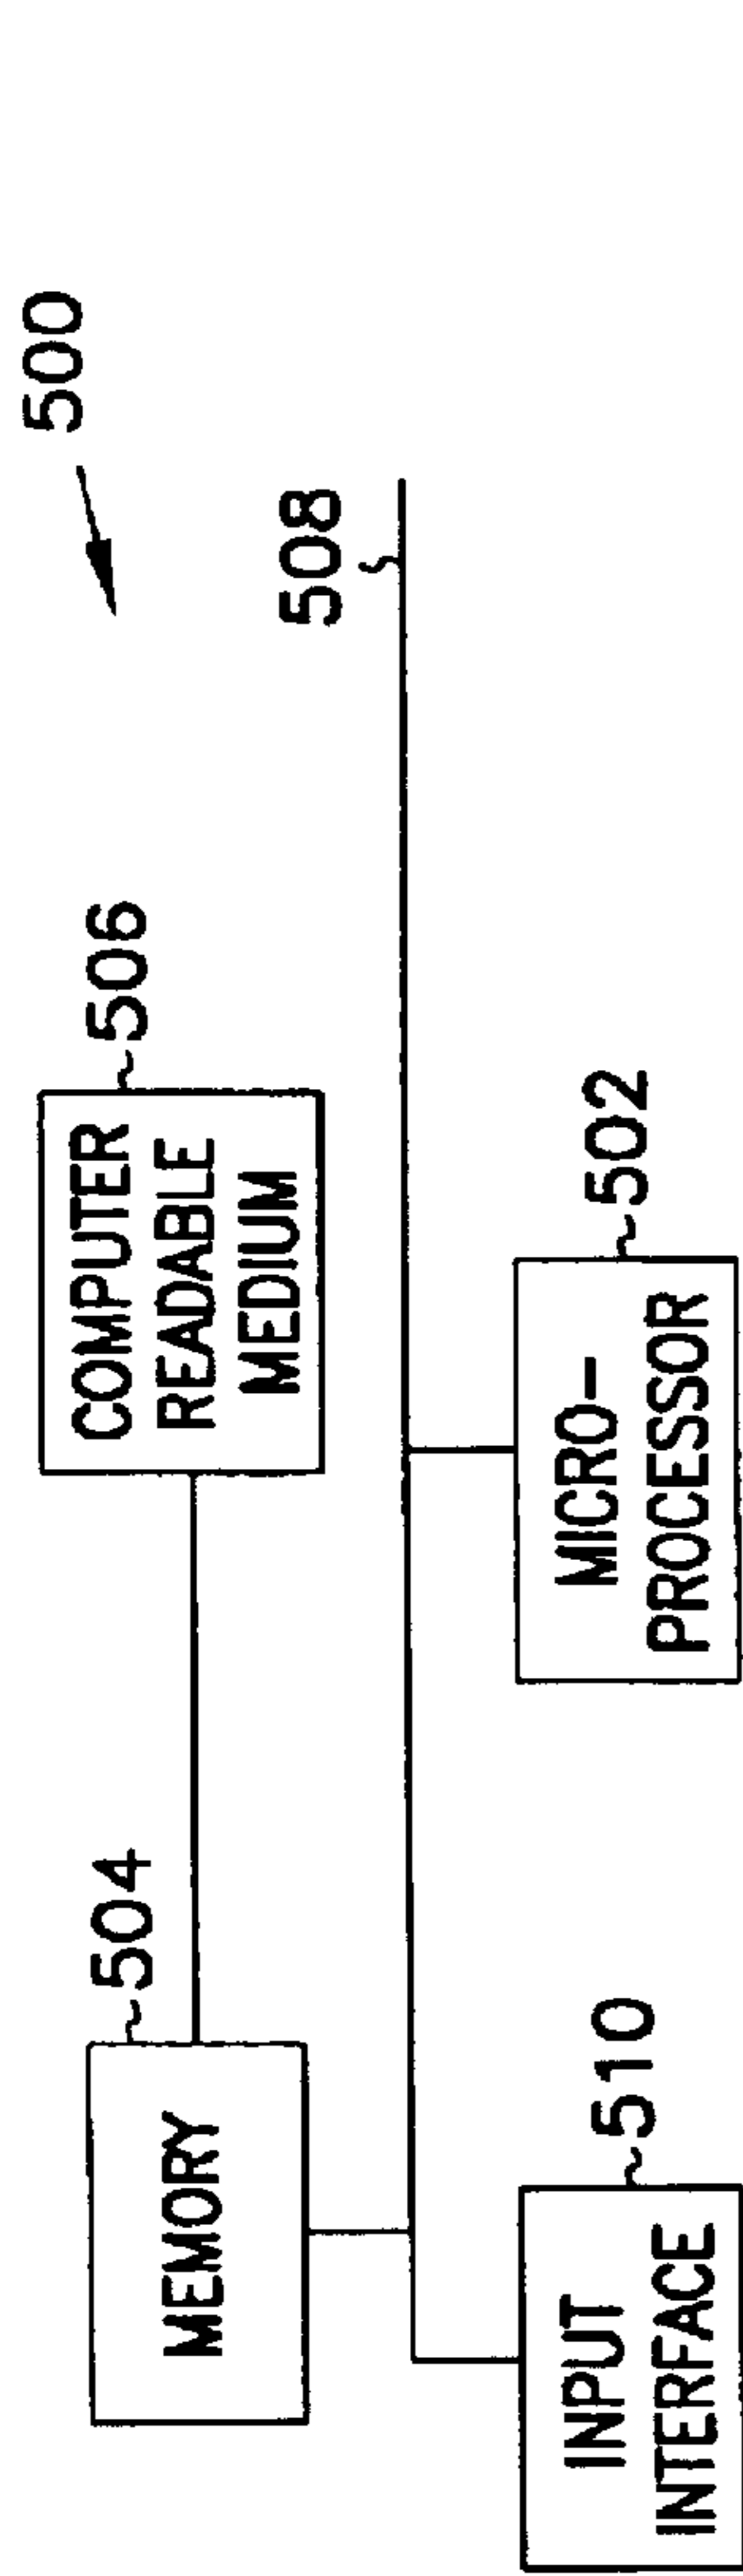 500
508
506
COMPUTER
READABLE
MEDIUM
504
MEMORY
502
MICRO-
PROCESSOR
510
INPUT
INTERFACE